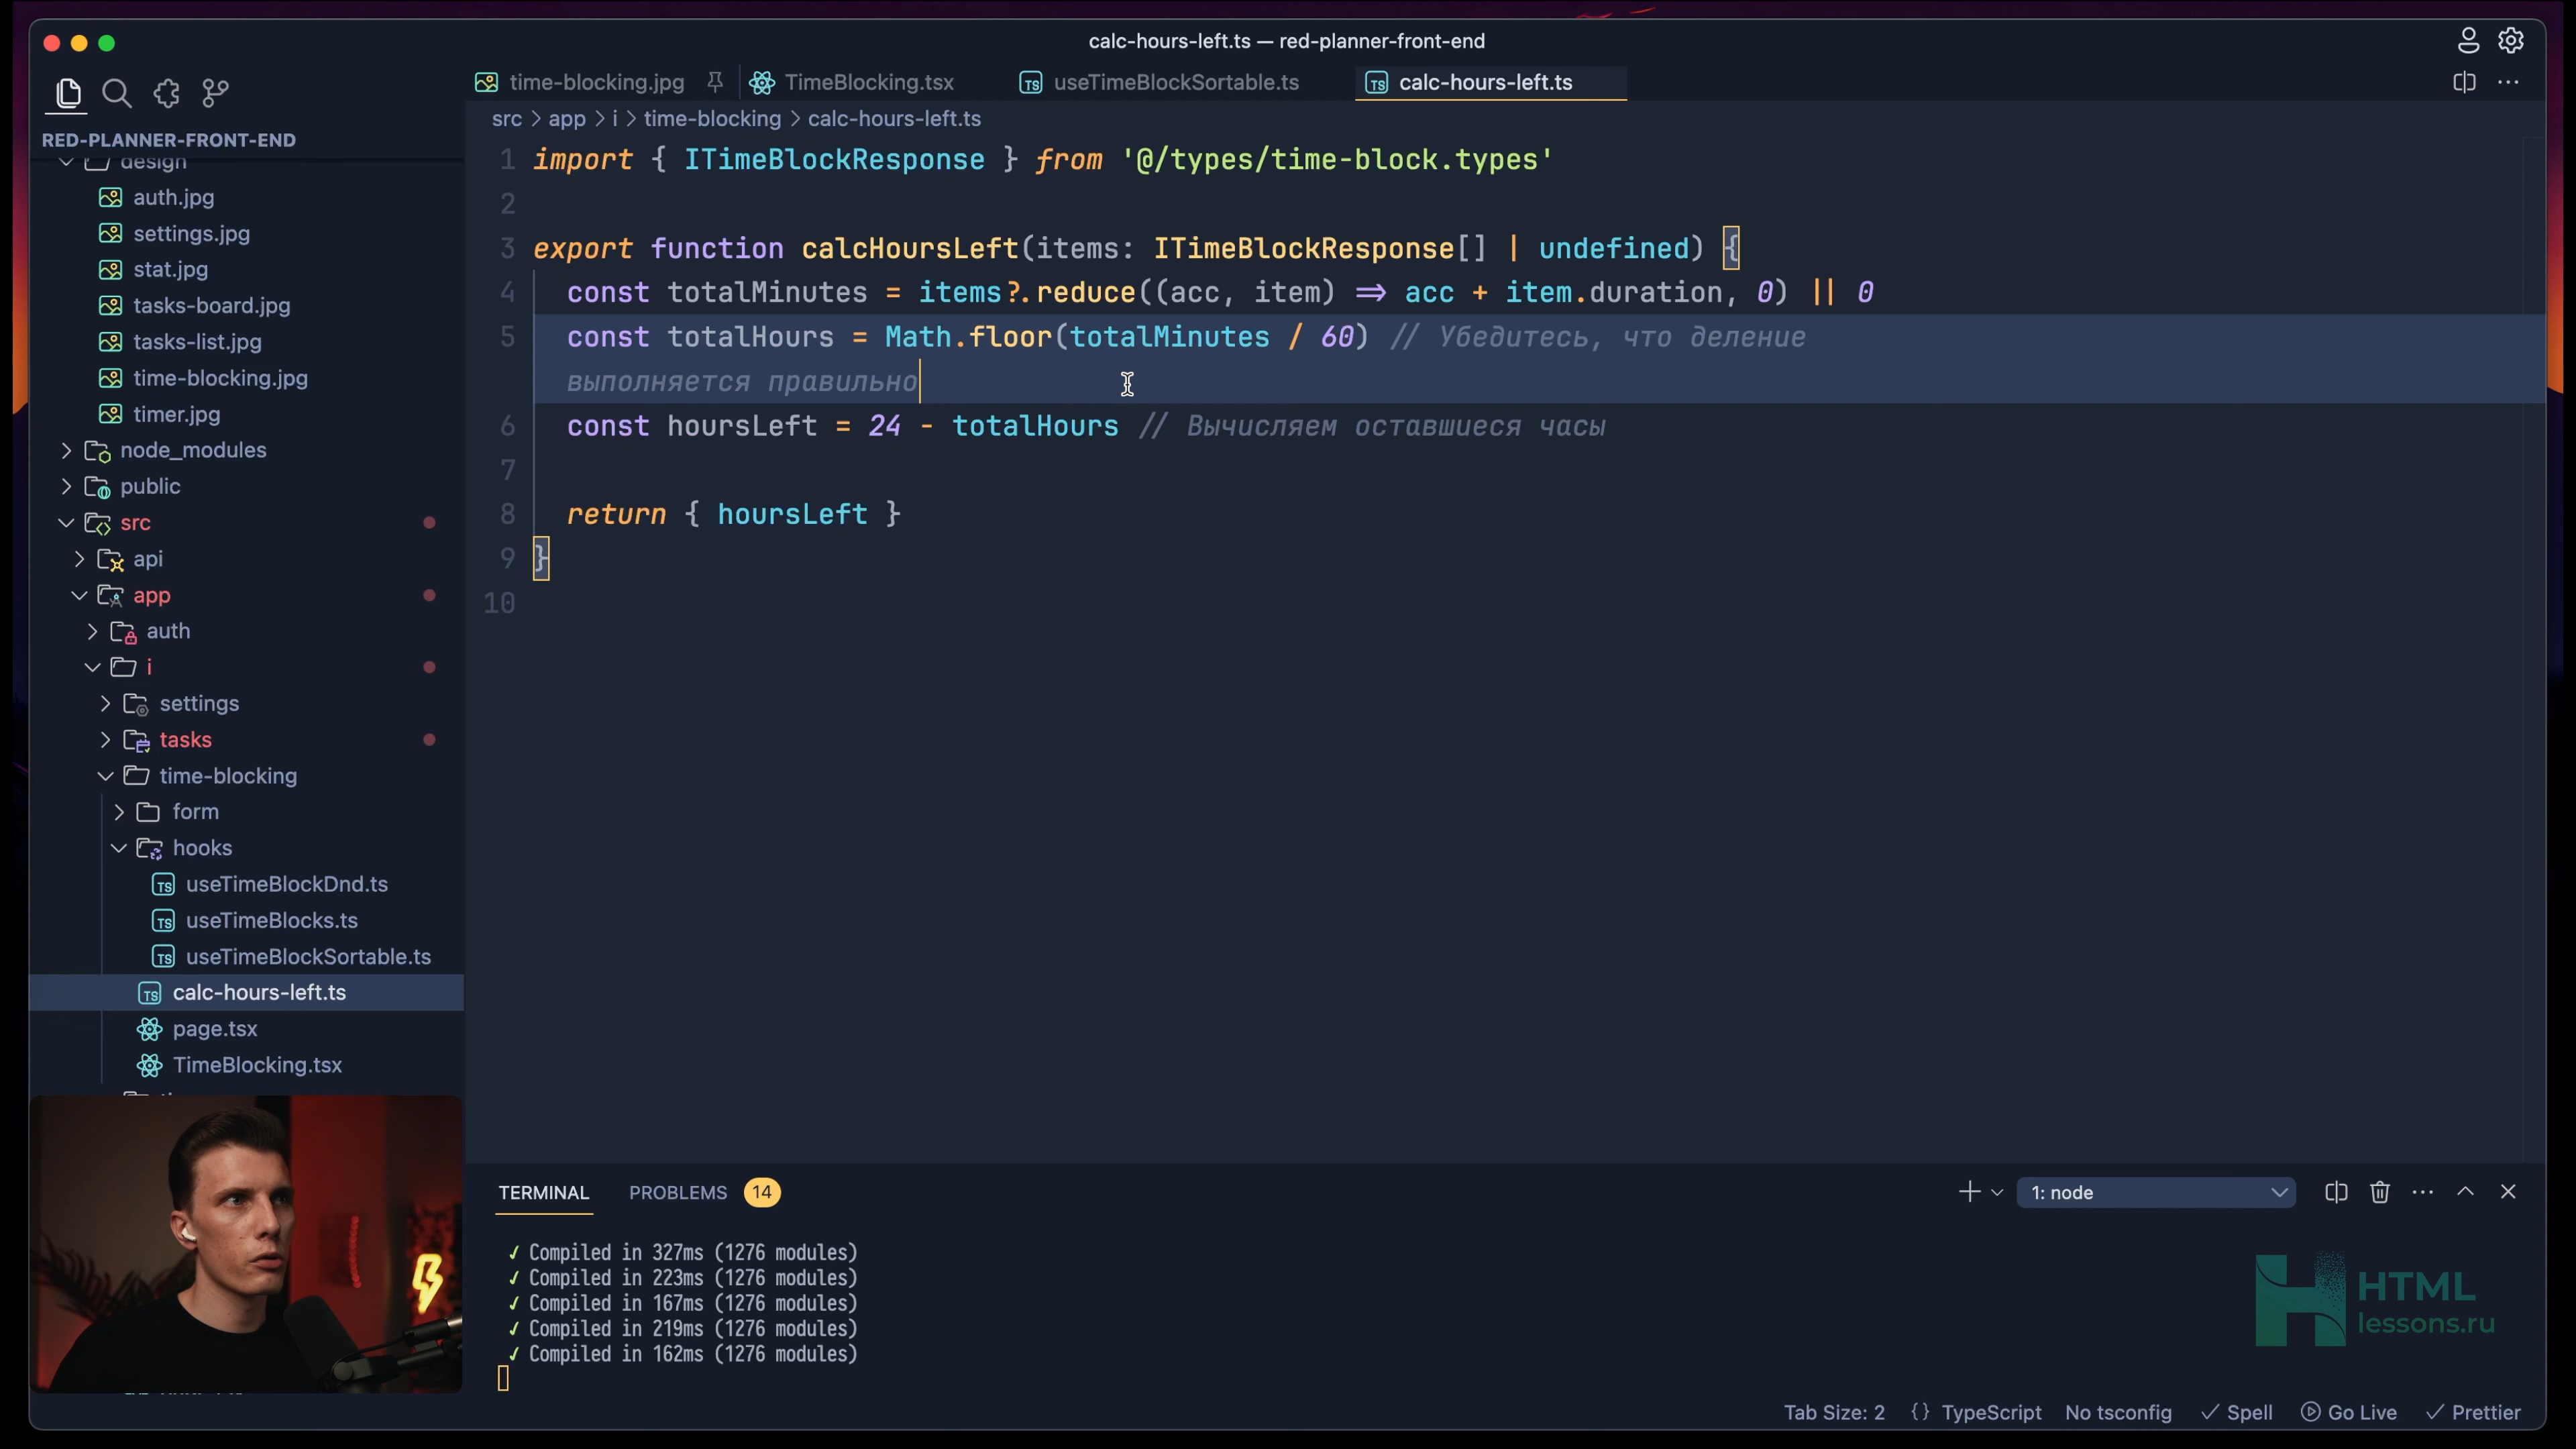 calc-hours-left.ts — red-planner-front-end
time-blocking.jpg
TimeBlocking.tsx
useTimeBlockSortable.ts
calc-hours-left.ts
RED-PLANNER-FRONT-END
design
auth.jpg
settings.jpg
stat.jpg
tasks-board.jpg
tasks-list.jpg
time-blocking.jpg
timer.jpg
node_modules
public
src
api
app
auth
i
settings
tasks
time-blocking
form
hooks
useTimeBlockDnd.ts
useTimeBlocks.ts
useTimeBlockSortable.ts
calc-hours-left.ts
page.tsx
TimeBlocking.tsx
src > app > i > time-blocking > calc-hours-left.ts
1 import { ITimeBlockResponse } from '@/types/time-block.types'
2
3 export function calcHoursLeft(items: ITimeBlockResponse[] | undefined) {
4 const totalMinutes = items?.reduce((acc, item) => acc + item.duration, 0) || 0
5 const totalHours = Math.floor(totalMinutes / 60) // Убедитесь, что деление
выполняется правильно
6 const hoursLeft = 24 - totalHours // Вычисляем оставшиеся часы
7
8 return { hoursLeft }
9 }
10
TERMINAL PROBLEMS 14
1: node
✓ Compiled in 327ms (1276 modules)
✓ Compiled in 223ms (1276 modules)
✓ Compiled in 167ms (1276 modules)
✓ Compiled in 219ms (1276 modules)
✓ Compiled in 162ms (1276 modules)
HTML
lessons.ru
Tab Size: 2 {} TypeScript No tsconfig ✓ Spell Go Live ✓ Prettier